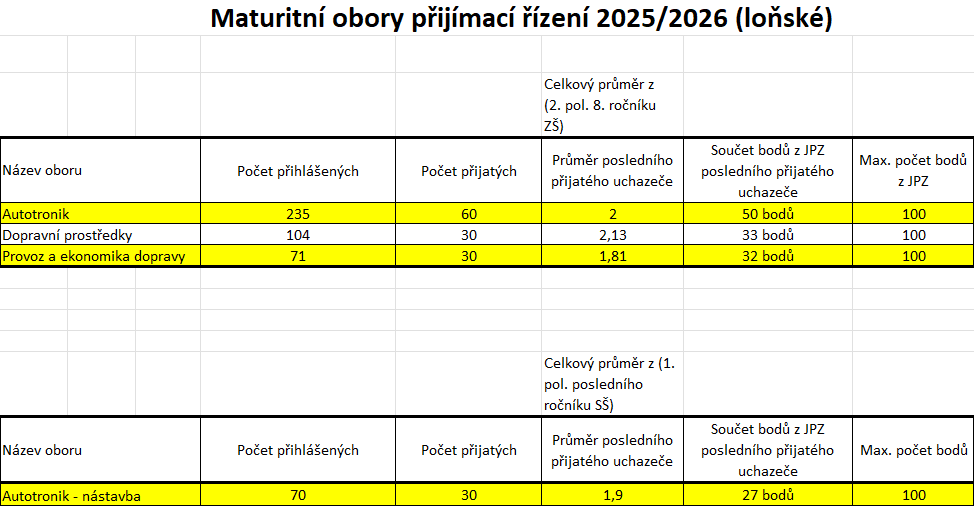 Maturitní obory přijímací řízení 2025/2026 (loňské)
Celkový průměr z
(2. pol. 8. ročníku
ZŠ)
Název oboru
Počet přihlášených
Počet přijatých
Průměr posledního
přijatého uchazeče
Součet bodů z JPZ
posledního přijatého
uchazeče
Max. počet bodů
z JPZ
Autotronik 235 60 2 50 bodů 100
Dopravní prostředky 104 30 2,13 33 bodů 100
Provoz a ekonomika dopravy 71 30 1,81 32 bodů 100
Celkový průměr z (1.
pol. posledního
ročníku SŠ)
Název oboru
Počet přihlášených
Počet přijatých
Průměr posledního
přijatého uchazeče
Součet bodů z JPZ
posledního přijatého
uchazeče
Max. počet bodů
Autotronik - nástavba 70 30 1,9 27 bodů 100